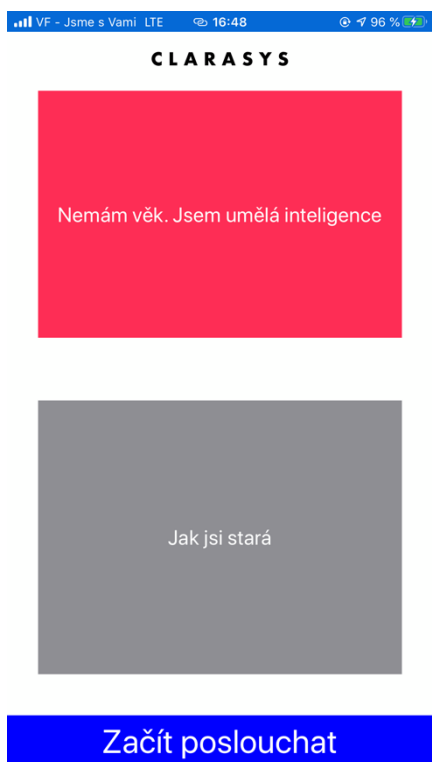 VF - Jsme s Vami LTE 16:48 96 %
CLARASYS
Nemám věk. Jsem umělá inteligence
Jak jsi stará
Začít poslouchat